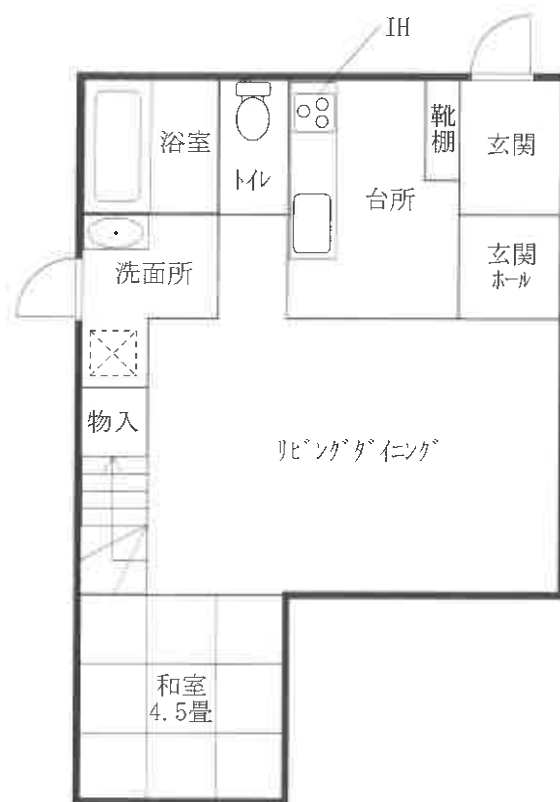 IH
浴室
トイレ
台所
靴棚
玄関
洗面所
玄関
ホール
物入
リビングダイニング
和室
4.5畳